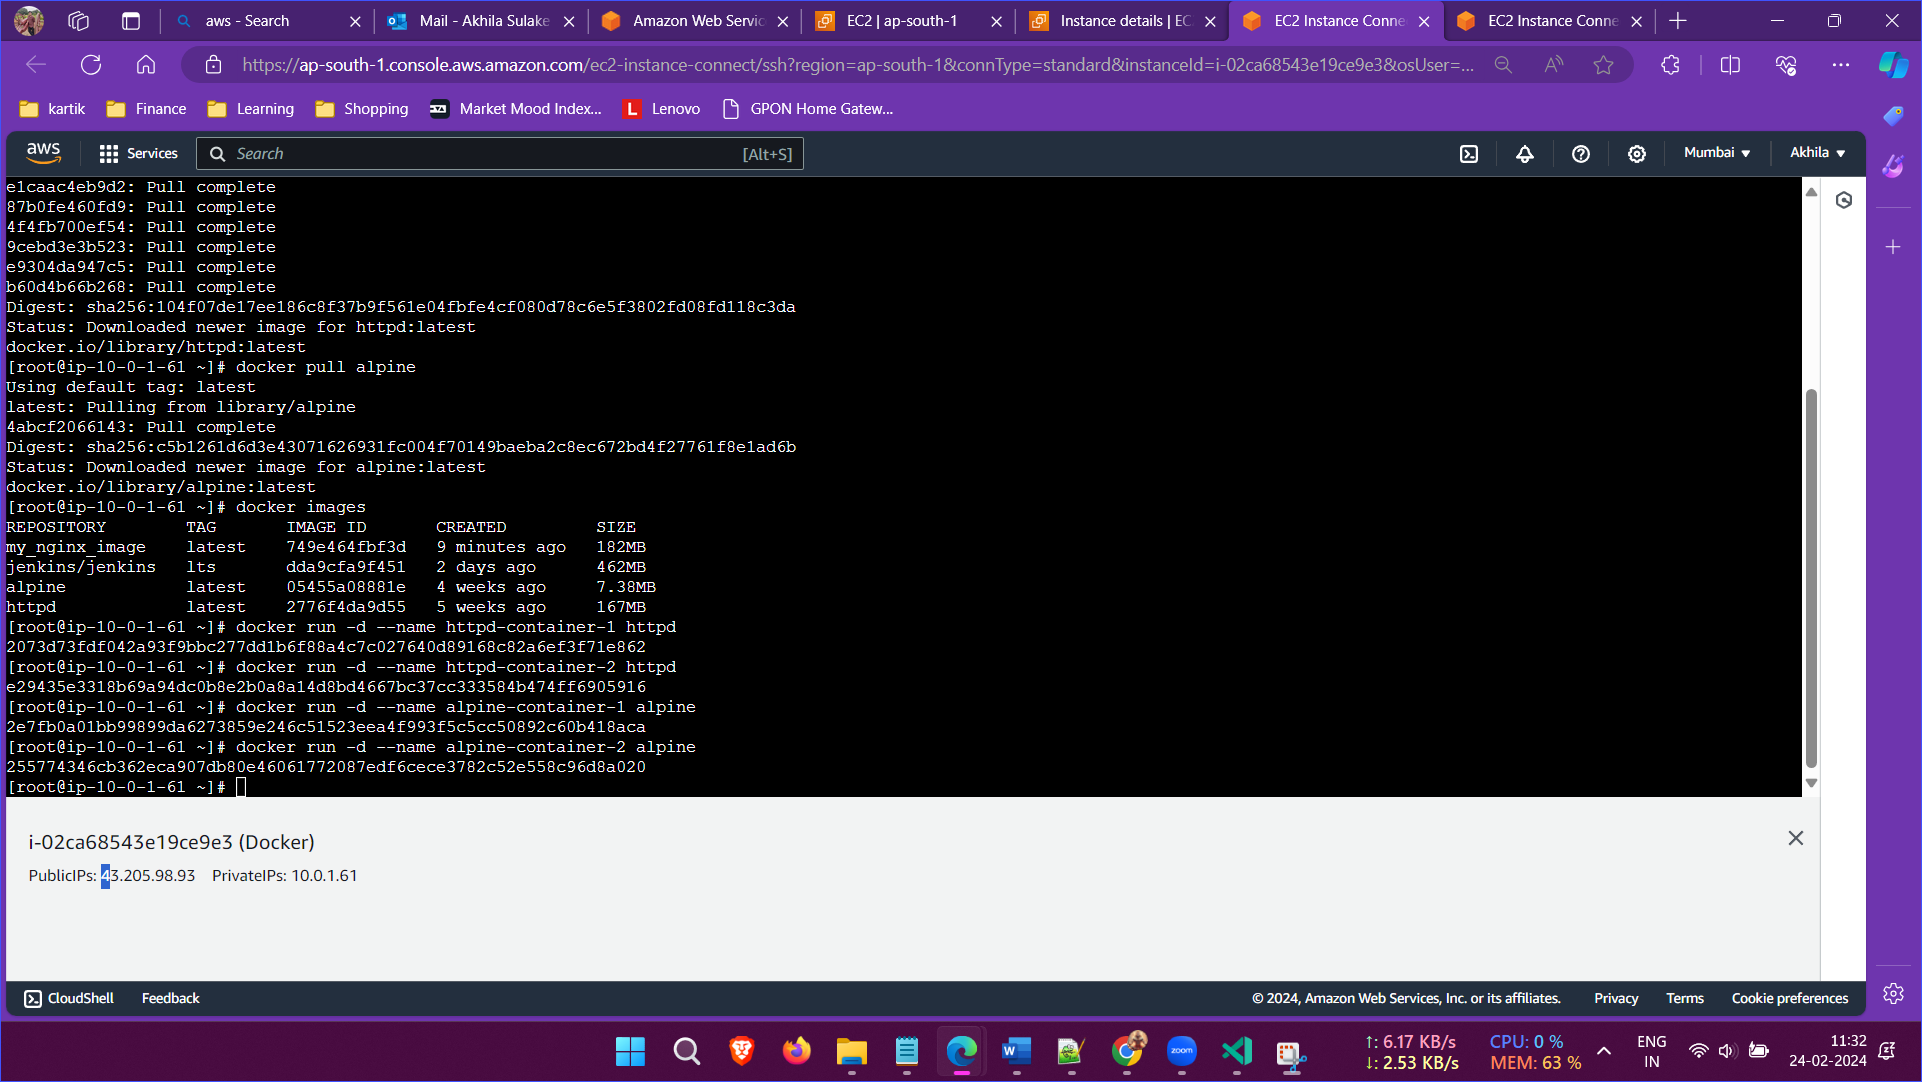 aws - Search
Mail - Akhila Sulake
Amazon Web Servic
EC2 | ap-south-1
Instance details | EC
EC2 Instance Conne
EC2 Instance Conne
https://ap-south-1.console.aws.amazon.com/ec2-instance-connect/ssh?region=ap-south-1&connType=standard&instanceId=i-02ca68543e19ce9e3&osUser=...
kartik
Finance
Learning
Shopping
Market Mood Index...
Lenovo
GPON Home Gatew...
aws
Services
Search
[Alt+S]
Mumbai
Akhila
e1caac4eb9d2: Pull complete
87b0fe460fd9: Pull complete
4f4fb700ef54: Pull complete
9cebd3e3b523: Pull complete
e9304da947c5: Pull complete
b60d4b66b268: Pull complete
Digest: sha256:104f07de17ee186c8f37b9f561e04fbfe4cf080d78c6e5f3802fd08fd118c3da
Status: Downloaded newer image for httpd:latest
docker.io/library/httpd:latest
[root@ip-10-0-1-61 ~]# docker pull alpine
Using default tag: latest
latest: Pulling from library/alpine
4abcf2066143: Pull complete
Digest: sha256:c5b1261d6d3e43071626931fc004f70149baeba2c8ec672bd4f27761f8e1ad6b
Status: Downloaded newer image for alpine:latest
docker.io/library/alpine:latest
[root@ip-10-0-1-61 ~]# docker images
REPOSITORY        TAG       IMAGE ID       CREATED         SIZE
my_nginx_image    latest    749e464fbf3d   9 minutes ago   182MB
jenkins/jenkins   lts       dda9cfa9f451   2 days ago      462MB
alpine            latest    05455a08881e   4 weeks ago     7.38MB
httpd             latest    2776f4da9d55   5 weeks ago     167MB
[root@ip-10-0-1-61 ~]# docker run -d --name httpd-container-1 httpd
2073d73fdf042a93f9bbc277dd1b6f88a4c7c027640d89168c82a6ef3f71e862
[root@ip-10-0-1-61 ~]# docker run -d --name httpd-container-2 httpd
e29435e3318b69a94dc0b8e2b0a8a14d8bd4667bc37cc333584b474ff6905916
[root@ip-10-0-1-61 ~]# docker run -d --name alpine-container-1 alpine
2e7fb0a01bb99899da6273859e246c51523eea4f993f5c5cc50892c60b418aca
[root@ip-10-0-1-61 ~]# docker run -d --name alpine-container-2 alpine
255774346cb362eca907db80e46061772087edf6cece3782c52e558c96d8a020
[root@ip-10-0-1-61 ~]#
i-02ca68543e19ce9e3 (Docker)
PublicIPs: 43.205.98.93    PrivateIPs: 10.0.1.61
CloudShell
Feedback
© 2024, Amazon Web Services, Inc. or its affiliates.
Privacy
Terms
Cookie preferences
zoom
↑: 6.17 KB/s
↓: 2.53 KB/s
CPU: 0 %
MEM: 63 %
ENG
IN
11:32
24-02-2024